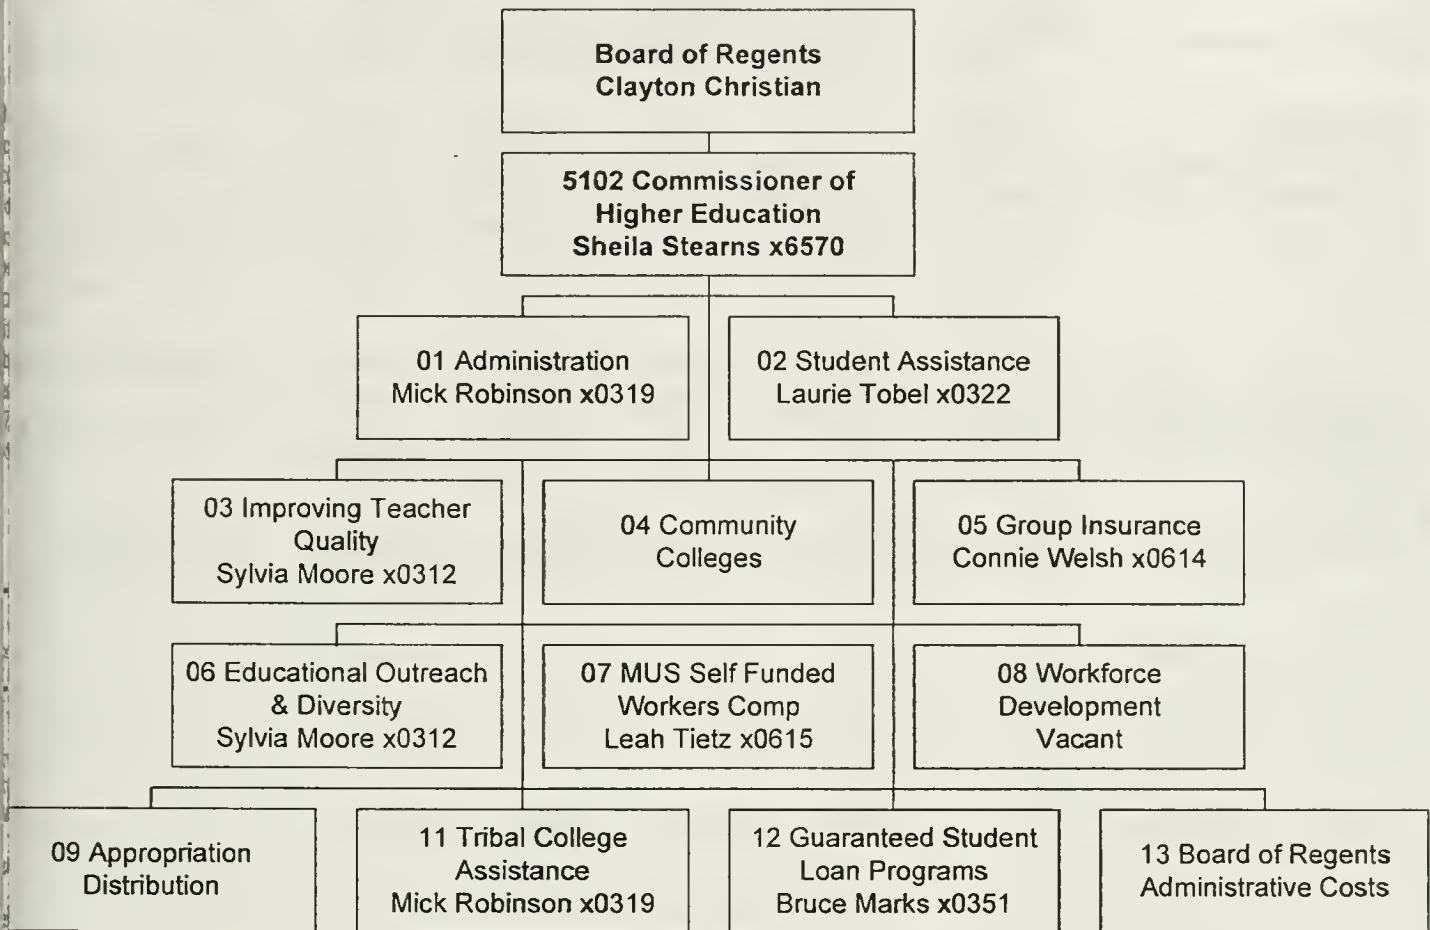 Board of Regents
Clayton Christian
5102 Commissioner of
Higher Education
Sheila Stearns x6570
01 Administration
Mick Robinson x0319
02 Student Assistance
Laurie Tobel x0322
03 Improving Teacher
Quality
Sylvia Moore x0312
04 Community
Colleges
05 Group Insurance
Connie Welsh x0614
06 Educational Outreach
& Diversity
Sylvia Moore x0312
07 MUS Self Funded
Workers Comp
Leah Tietz x0615
08 Workforce
Development
Vacant
09 Appropriation
Distribution
11 Tribal College
Assistance
Mick Robinson x0319
12 Guaranteed Student
Loan Programs
Bruce Marks x0351
13 Board of Regents
Administrative Costs